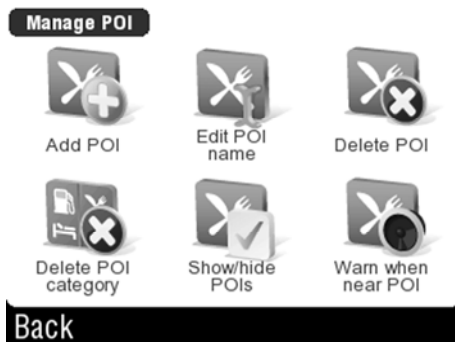 Manage POI
Add POI
Edit POI
name
Delete POI
Delete POI
category
Show/hide
POIs
Warn when
near POI
Back